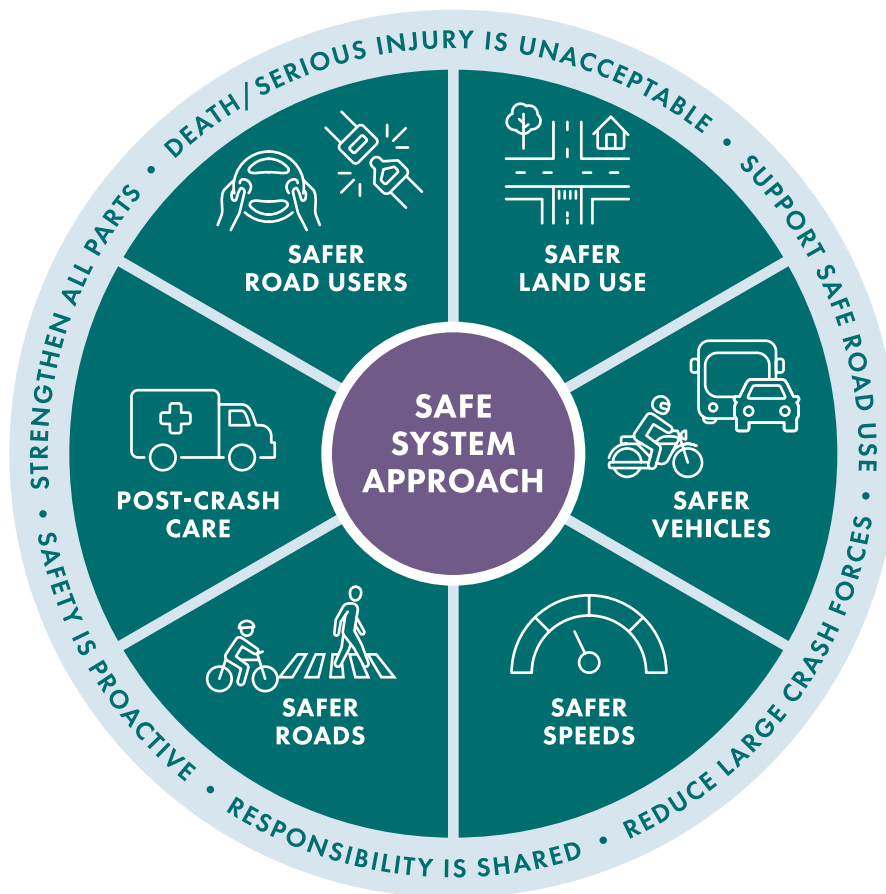 DEATH/SERIOUS INJURY IS UNACCEPTABLE •
SUPPORT SAFE ROAD USE •
REDUCE LARGE CRASH FORCES •
RESPONSIBILITY IS SHARED •
SAFETY IS PROACTIVE •
STRENGTHEN ALL PARTS •
SAFER
ROAD USERS
SAFER
LAND USE
SAFE
SYSTEM
APPROACH
POST-CRASH
CARE
SAFER
VEHICLES
SAFER
ROADS
SAFER
SPEEDS